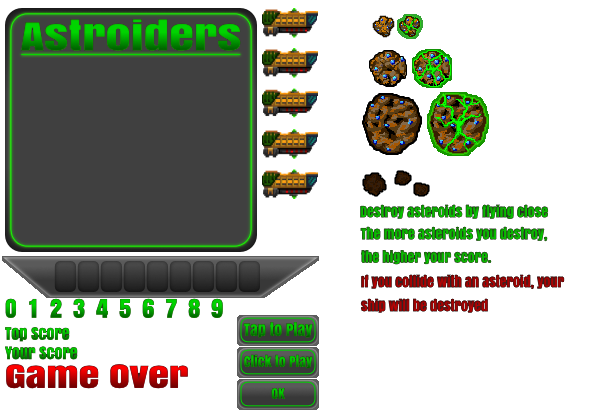 Astroiders
Destroy asteroids by flying close
The more asteroids you destroy,
the higher your score.
If you collide with an asteroid, your
ship will be destroyed
0 1 2 3 4 5 6 7 8 9
Top Score
Your Score
Game Over
Tap to Play
Click to Play
OK